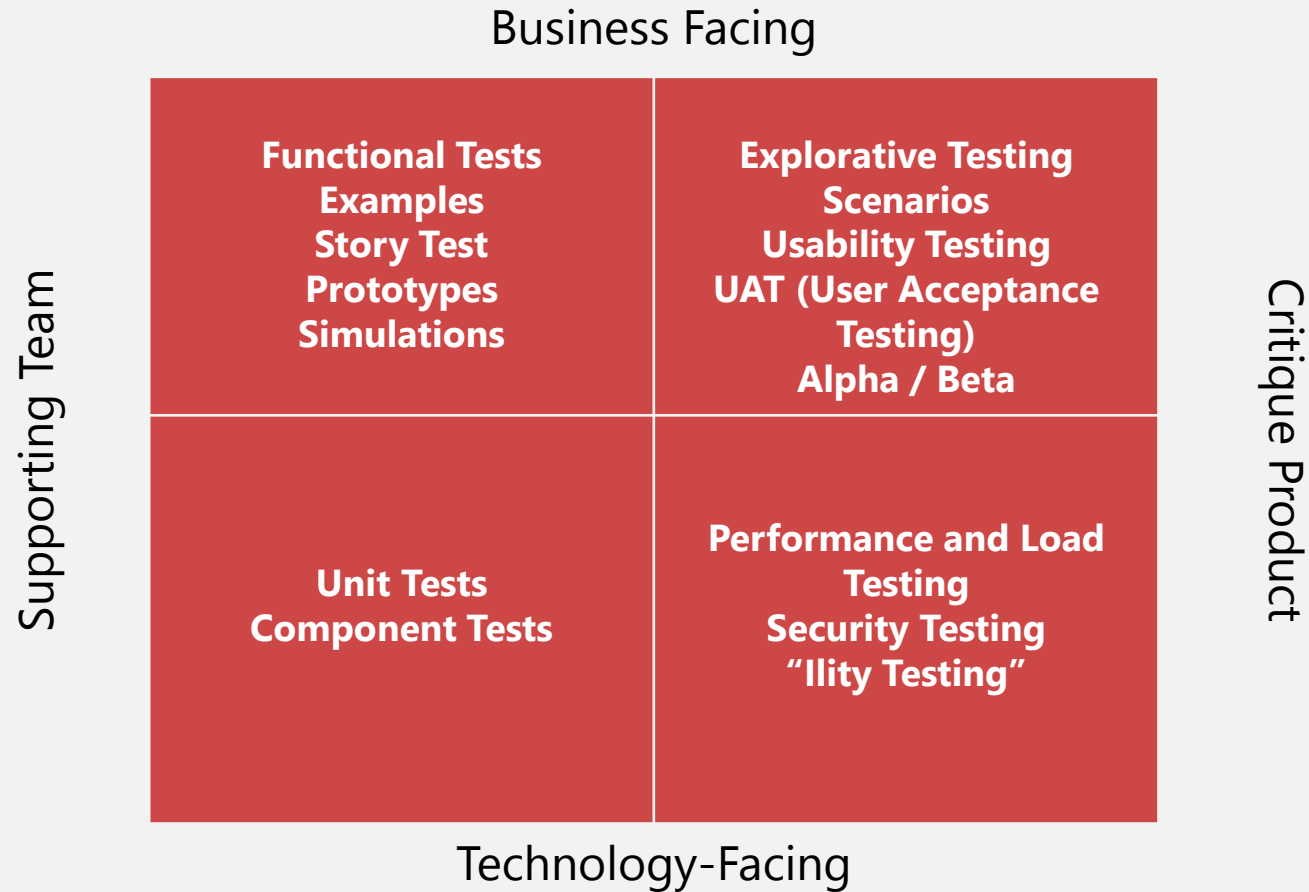 Business Facing
Supporting Team
Functional Tests
Examples
Story Test
Prototypes
Simulations
Explorative Testing
Scenarios
Usability Testing
UAT (User Acceptance
Testing)
Alpha / Beta
Critique Product
Unit Tests
Component Tests
Performance and Load
Testing
Security Testing
“Ility Testing”
Technology-Facing